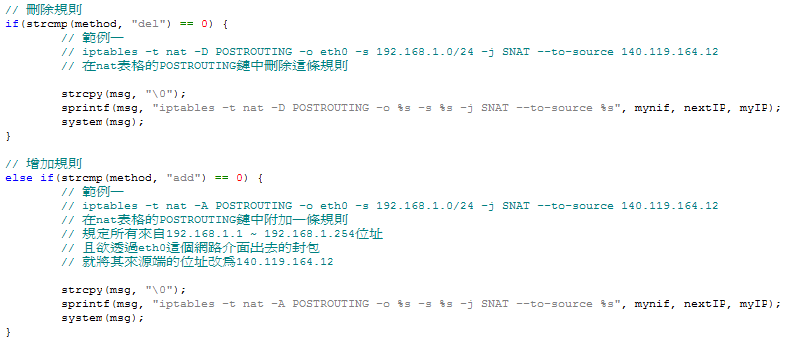 // 刪除規則
if(strcmp(method, "del") == 0) {
// 範例一
// iptables -t nat -D POSTROUTING -o eth0 -s 192.168.1.0/24 -j SNAT --to-source 140.119.164.12
// 在nat表格的POSTROUTING鏈中刪除這條規則
strcpy(msg, "\0");
sprintf(msg, "iptables -t nat -D POSTROUTING -o %s -s %s -j SNAT --to-source %s", mynif, nextIP, myIP);
system(msg);
}
// 增加規則
else if(strcmp(method, "add") == 0) {
// 範例一
// iptables -t nat -A POSTROUTING -o eth0 -s 192.168.1.0/24 -j SNAT --to-source 140.119.164.12
// 在nat表格的POSTROUTING鏈中附加一條規則
// 規定所有來自192.168.1.1 ~ 192.168.1.254位址
// 且欲透過eth0這個網路介面出去的封包
// 就將其來源端的位址改為140.119.164.12
strcpy(msg, "\0");
sprintf(msg, "iptables -t nat -A POSTROUTING -o %s -s %s -j SNAT --to-source %s", mynif, nextIP, myIP);
system(msg);
}